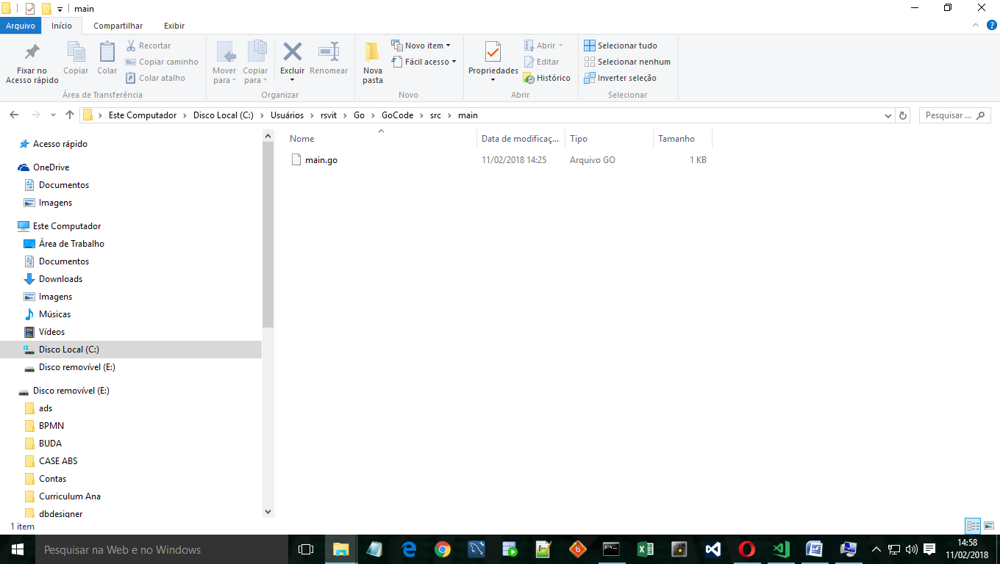 main
Arquivo Início Compartilhar Exibir
Fixar no Acesso rápido
Copiar
Colar
Recortar
Copiar caminho
Colar atalho
Área de Transferência
Mover para
Copiar para
Excluir
Renomear
Organizar
Nova pasta
Novo item
Fácil acesso
Novo
Propriedades
Abrir
Editar
Histórico
Abrir
Selecionar tudo
Selecionar nenhum
Inverter seleção
Selecionar
Este Computador > Disco Local (C:) > Usuários > rsvit > Go > GoCode > src > main
Pesquisar ...
Acesso rápido
OneDrive
Documentos
Imagens
Este Computador
Área de Trabalho
Documentos
Downloads
Imagens
Músicas
Vídeos
Disco Local (C:)
Disco removível (E:)
Disco removível (E:)
ads
BPMN
BUDA
CASE ABS
Contas
Curriculum Ana
dbdesigner
Nome Data de modificaç... Tipo Tamanho
main.go 11/02/2018 14:25 Arquivo GO 1 KB
1 item
Pesquisar na Web e no Windows
14:58
11/02/2018